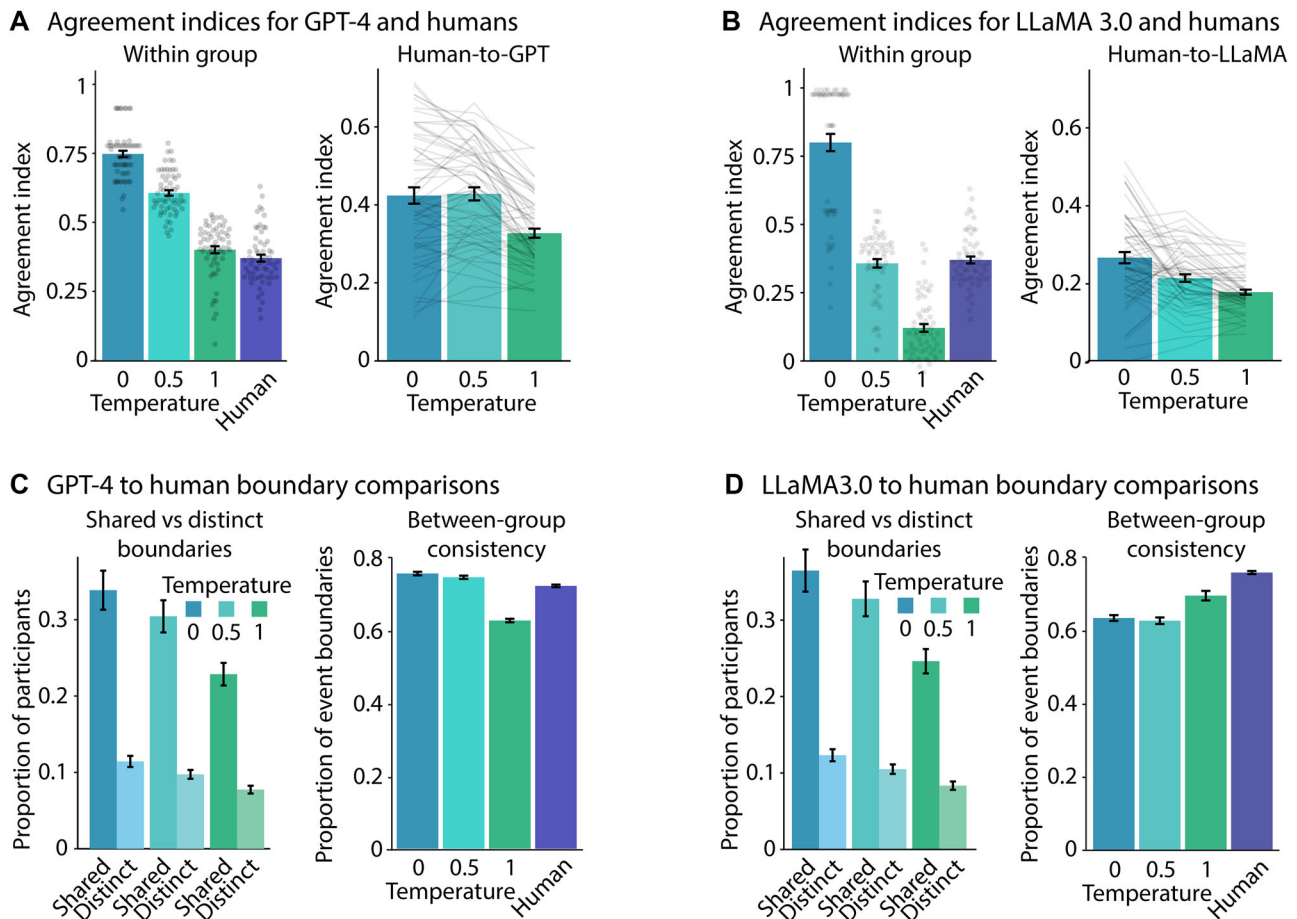 A Agreement indices for GPT-4 and humans
Within group
Agreement index
1
0.75
0.5
0.25
0
0 0.5 1 Human
Temperature
Human-to-GPT
Agreement index
0.6
0.4
0.2
0
0 0.5 1
Temperature
B Agreement indices for LLaMA 3.0 and humans
Within group
Agreement index
1
0.75
0.5
0.25
0
0 0.5 1 Human
Temperature
Human-to-LLaMA
Agreement index
0.6
0.4
0.2
0
0 0.5 1
Temperature
C GPT-4 to human boundary comparisons
Shared vs distinct
boundaries
Temperature
0 0.5 1
Proportion of participants
0.3
0.2
0.1
0
Shared Distinct Shared Distinct Shared Distinct
Between-group
consistency
Proportion of event boundaries
0.8
0.6
0.4
0.2
0
0 0.5 1 Human
Temperature
D LLaMA3.0 to human boundary comparisons
Shared vs distinct
boundaries
Temperature
0 0.5 1
Proportion of participants
0.3
0.2
0.1
0
Shared Distinct Shared Distinct Shared Distinct
Between-group
consistency
Proportion of event boundaries
0.8
0.6
0.4
0.2
0
0 0.5 1 Human
Temperature